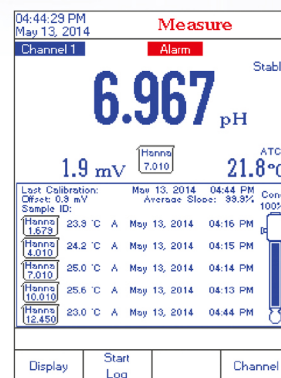 04:44:29 PM
May 13, 2014
Measure
Channel 1
Alarm
Stabl
6.967 pH
1.9 mV
Hanna
7.010
ATC
21.8°C
Last Calibration: May 13, 2014 04:44 PM
Offset: 0.9 mV Average Slope: 99.9%
Sample ID:
Con
100%
Hanna
1.679
23.9 °C A May 13, 2014 04:16 PM
Hanna
4.010
24.2 °C A May 13, 2014 04:15 PM
Hanna
7.010
25.0 °C A May 13, 2014 04:14 PM
Hanna
10.010
25.6 °C A May 13, 2014 04:13 PM
Hanna
12.450
23.0 °C A May 13, 2014 04:44 PM
Display
Start
Log
Channel